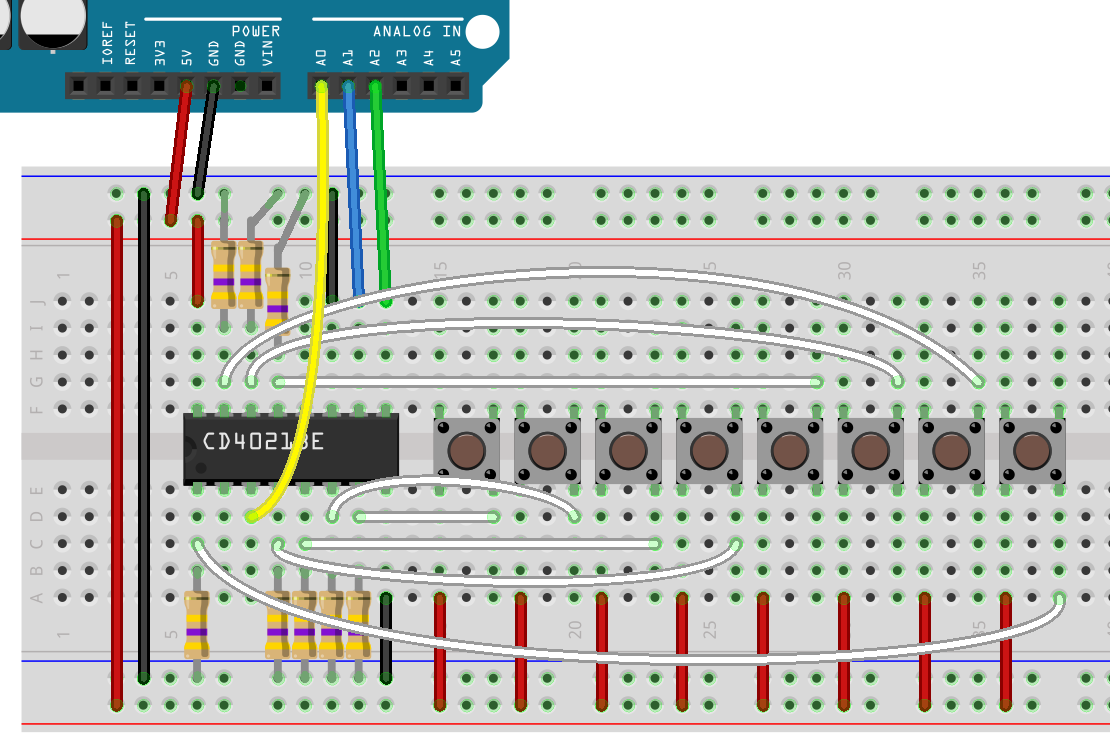 POWER
ANALOG IN
IOREF RESET 3V3 5V GND GND VIN A0 A1 A2 A3 A4 A5
1 5 10 15 20 25 30 35
J
I
H
G
F
CD4021BE
E
D
C
B
A
1 5 20 25 35